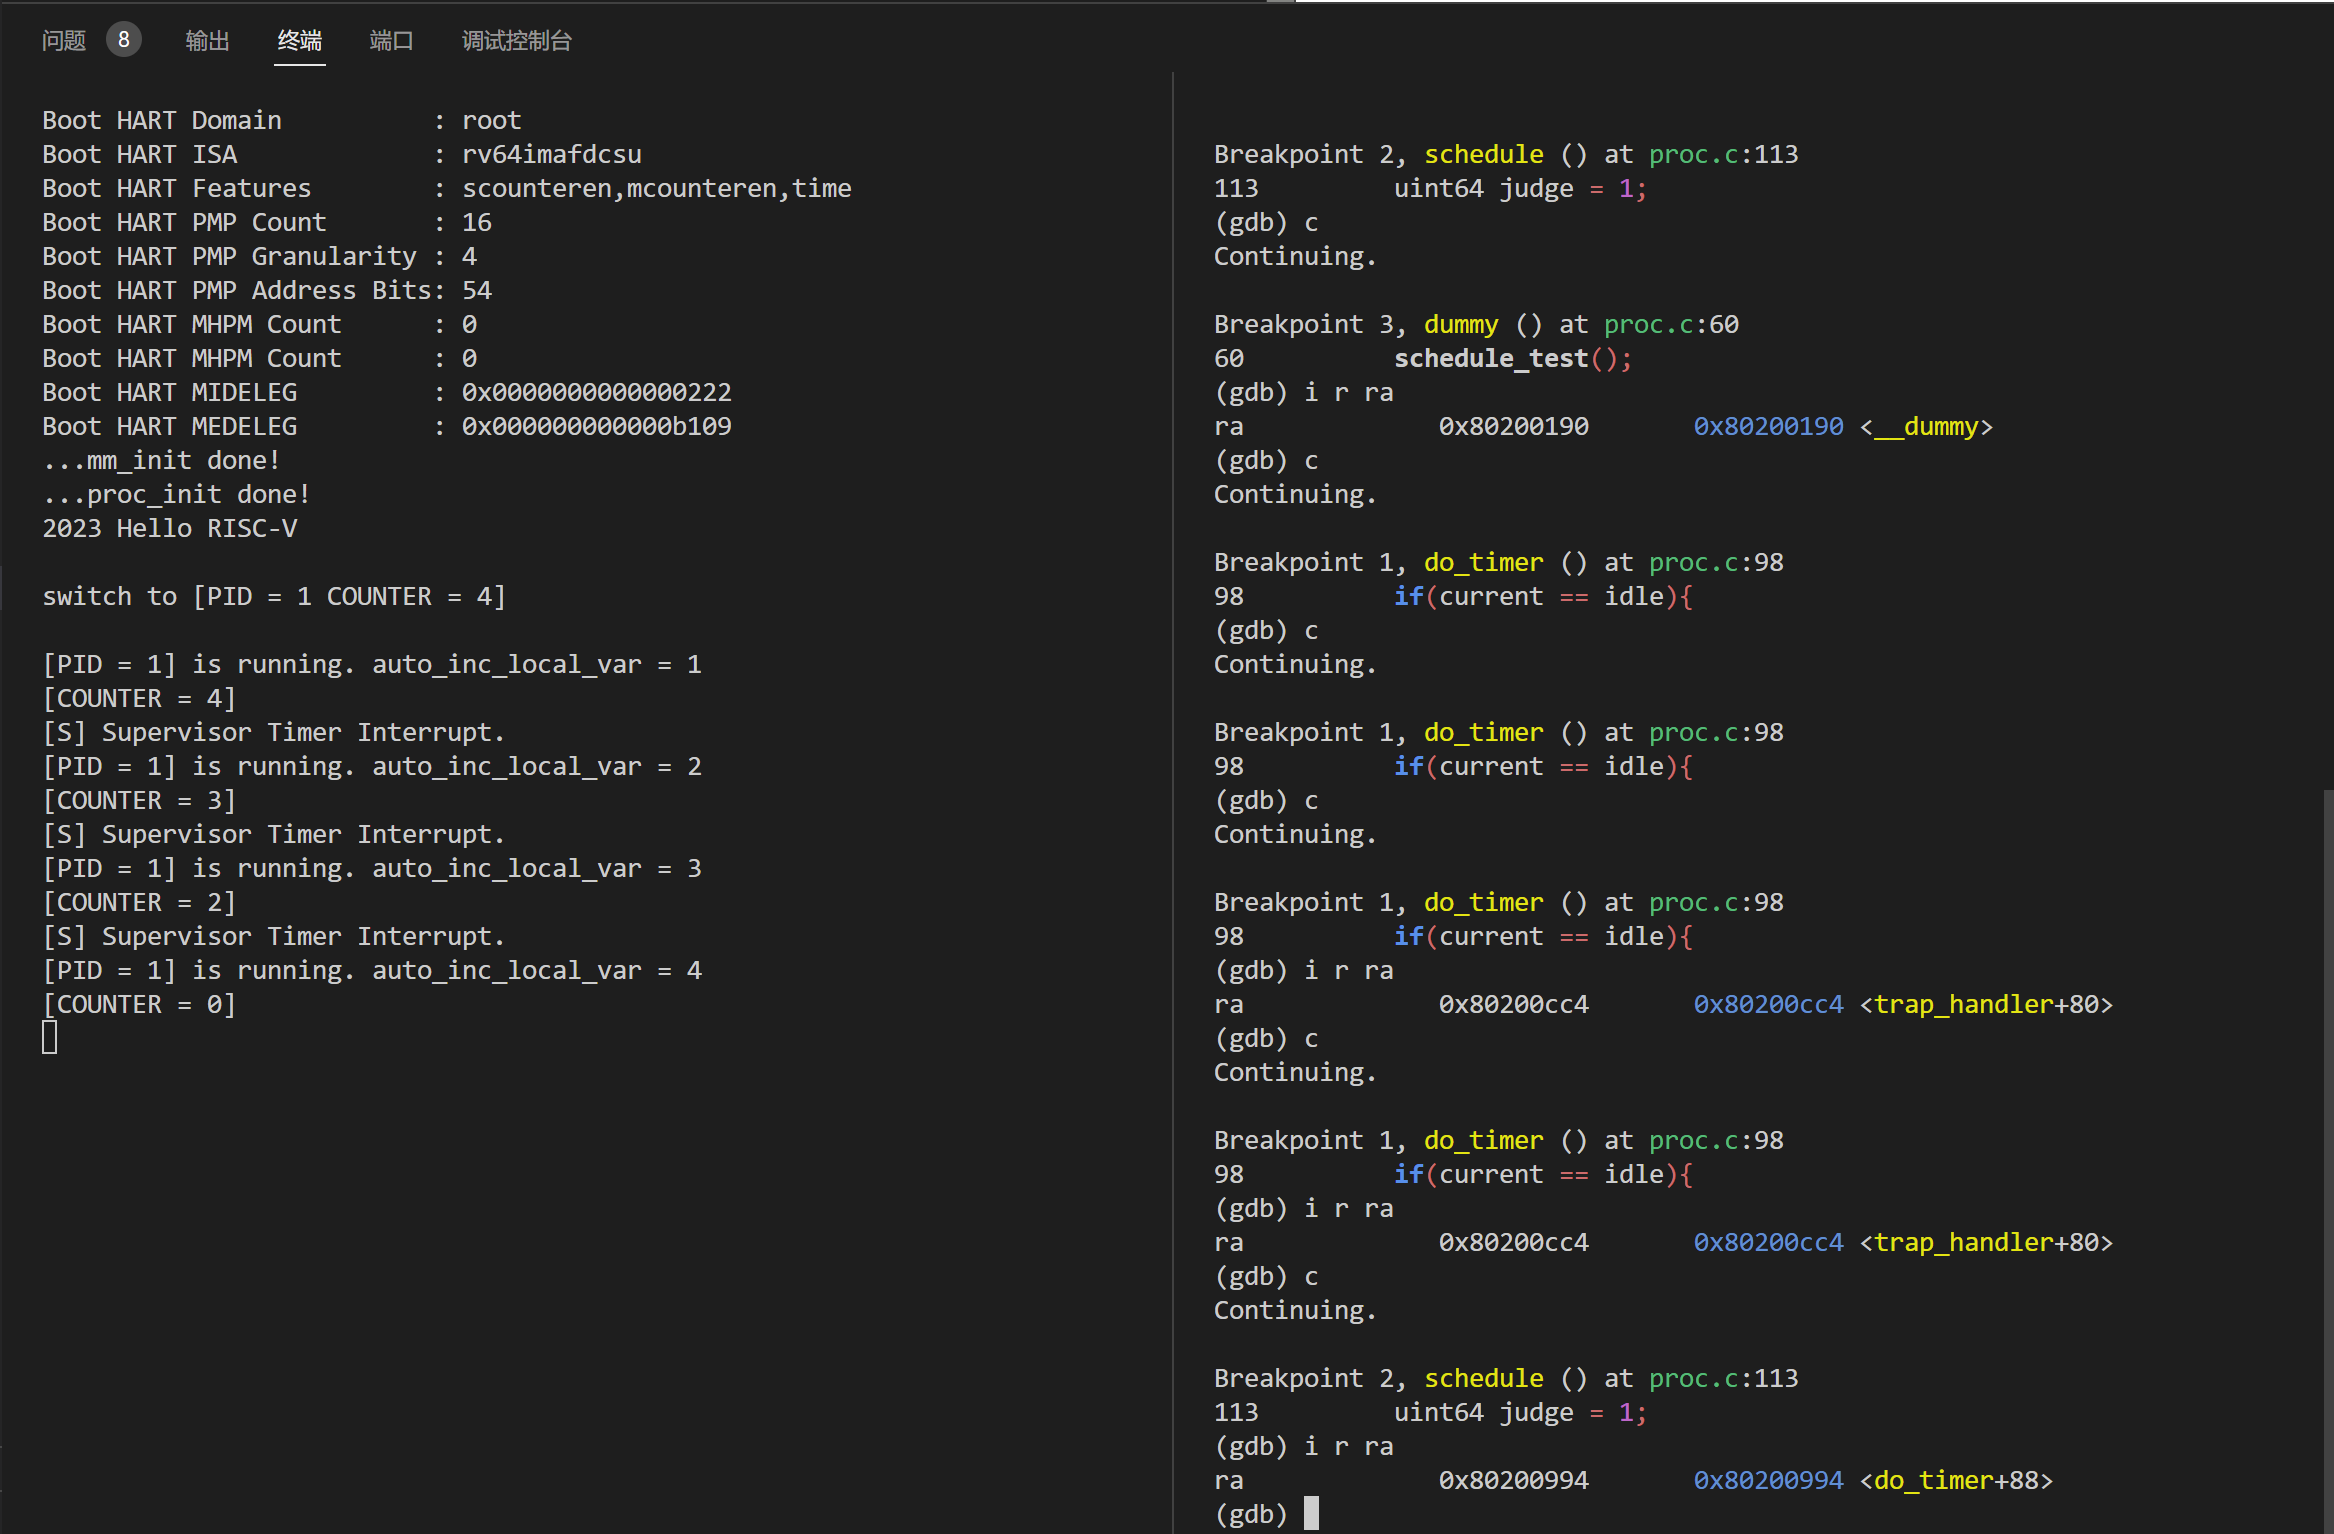 问题 8 输出 终端 端口 调试控制台
Boot HART Domain          : root
Boot HART ISA             : rv64imafdcsu
Boot HART Features        : scounteren,mcounteren,time
Boot HART PMP Count       : 16
Boot HART PMP Granularity : 4
Boot HART PMP Address Bits: 54
Boot HART MHPM Count      : 0
Boot HART MHPM Count      : 0
Boot HART MIDELEG         : 0x0000000000000222
Boot HART MEDELEG         : 0x000000000000b109
...mm_init done!
...proc_init done!
2023 Hello RISC-V
switch to [PID = 1 COUNTER = 4]
[PID = 1] is running. auto_inc_local_var = 1
[COUNTER = 4]
[S] Supervisor Timer Interrupt.
[PID = 1] is running. auto_inc_local_var = 2
[COUNTER = 3]
[S] Supervisor Timer Interrupt.
[PID = 1] is running. auto_inc_local_var = 3
[COUNTER = 2]
[S] Supervisor Timer Interrupt.
[PID = 1] is running. auto_inc_local_var = 4
[COUNTER = 0]
Breakpoint 2, schedule () at proc.c:113
113         uint64 judge = 1;
(gdb) c
Continuing.
Breakpoint 3, dummy () at proc.c:60
60          schedule_test();
(gdb) i r ra
ra             0x80200190       0x80200190 <__dummy>
(gdb) c
Continuing.
Breakpoint 1, do_timer () at proc.c:98
98          if(current == idle){
(gdb) c
Continuing.
Breakpoint 1, do_timer () at proc.c:98
98          if(current == idle){
(gdb) c
Continuing.
Breakpoint 1, do_timer () at proc.c:98
98          if(current == idle){
(gdb) i r ra
ra             0x80200cc4       0x80200cc4 <trap_handler+80>
(gdb) c
Continuing.
Breakpoint 1, do_timer () at proc.c:98
98          if(current == idle){
(gdb) i r ra
ra             0x80200cc4       0x80200cc4 <trap_handler+80>
(gdb) c
Continuing.
Breakpoint 2, schedule () at proc.c:113
113         uint64 judge = 1;
(gdb) i r ra
ra             0x80200994       0x80200994 <do_timer+88>
(gdb)